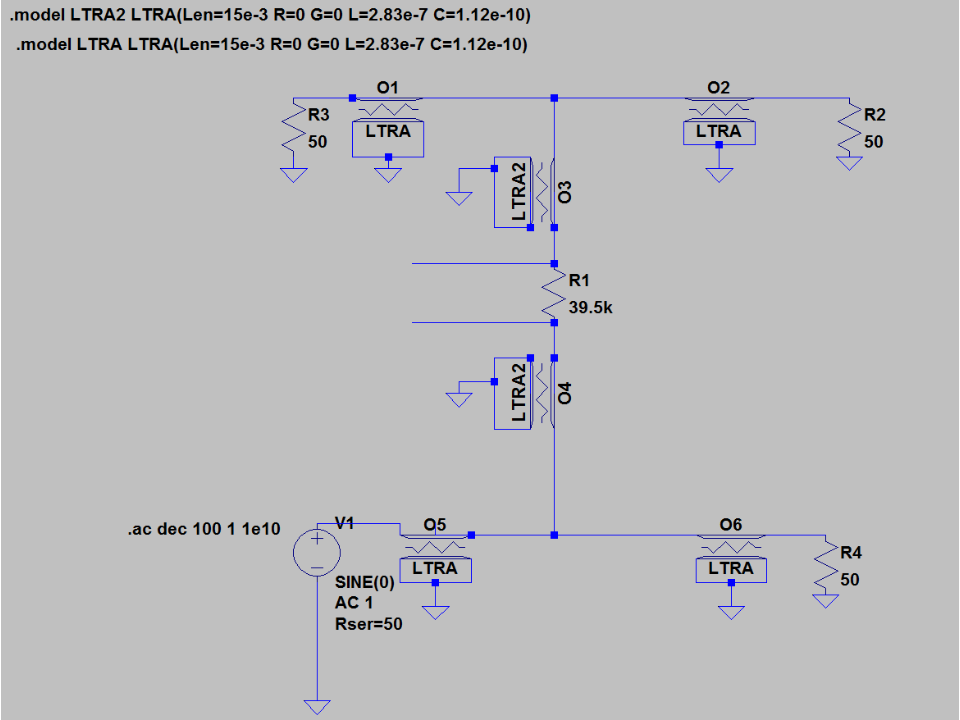 .model LTRA2 LTRA(Len=15e-3 R=0 G=0 L=2.83e-7 C=1.12e-10)
.model LTRA LTRA(Len=15e-3 R=0 G=0 L=2.83e-7 C=1.12e-10)
O1
O2
R3
50
LTRA
LTRA
R2
50
LTRA2
O3
R1
39.5k
LTRA2
O4
.ac dec 100 1 1e10
V1
O5
O6
LTRA
LTRA
R4
50
SINE(0)
AC 1
Rser=50